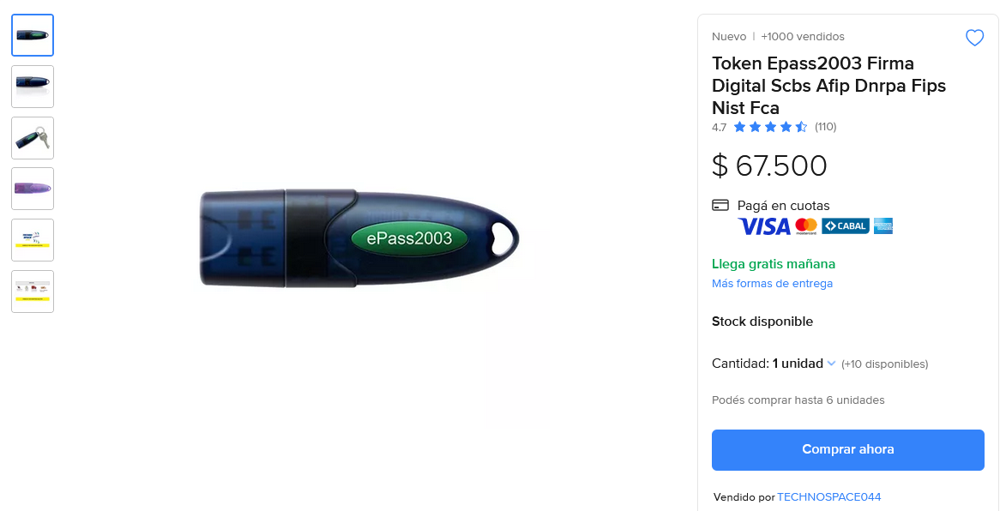 Nuevo | +1000 vendidos
Token Epass2003 Firma
Digital Scbs Afip Dnrpa Fips
Nist Fca
4.7 (110)
$ 67.500
Pagá en cuotas
VISA mastercard CABAL
Llega gratis mañana
Más formas de entrega
Stock disponible
Cantidad: 1 unidad (+10 disponibles)
Podés comprar hasta 6 unidades
Comprar ahora
Vendido por TECHNOSPACE044
ePass2003